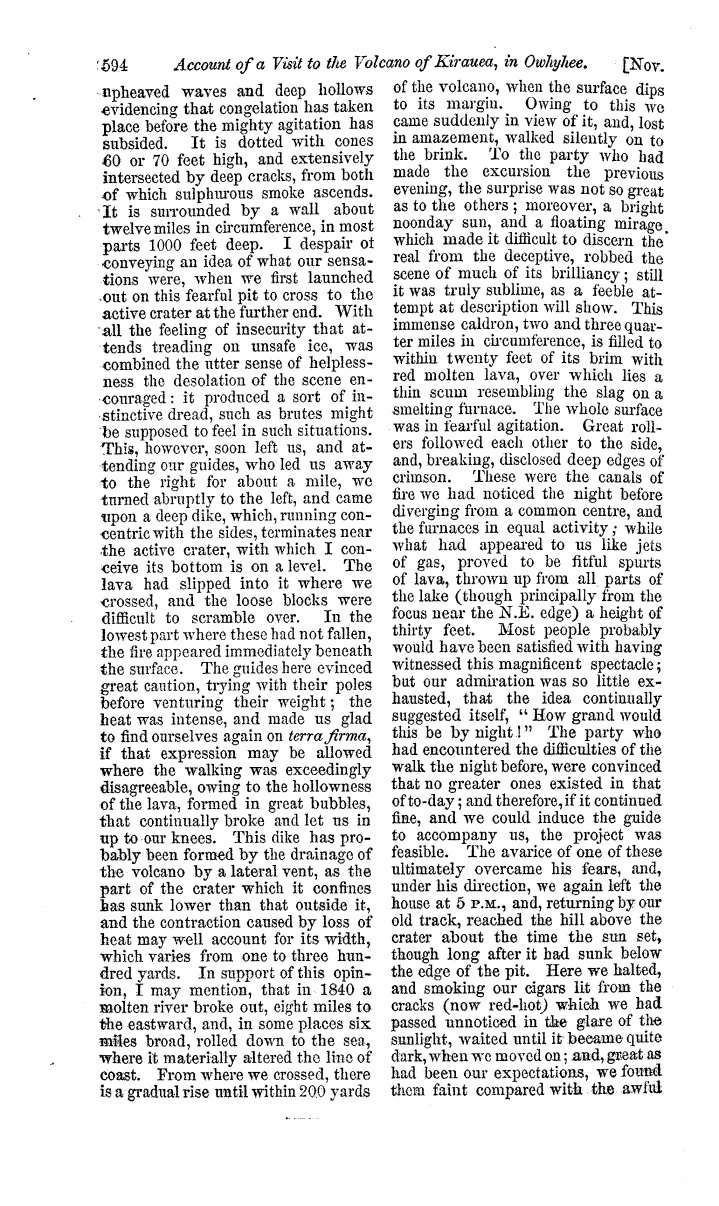 594 Account of a Visit to the Volcano of Kirauea, in Owhyhee. [Nov.
upheaved waves and deep hollows
evidencing that congelation has taken
place before the mighty agitation has
subsided. It is dotted with cones
60 or 70 feet high, and extensively
intersected by deep cracks, from both
of which sulphurous smoke ascends.
It is surrounded by a wall about
twelve miles in circumference, in most
parts 1000 feet deep. I despair of
conveying an idea of what our sensa-
tions were, when we first launched
out on this fearful pit to cross to the
active crater at the further end. With
all the feeling of insecurity that at-
tends treading on unsafe ice, was
combined the utter sense of helpless-
ness the desolation of the scene en-
couraged: it produced a sort of in-
stinctive dread, such as brutes might
be supposed to feel in such situations.
This, however, soon left us, and at-
tending our guides, who led us away
to the right for about a mile, we
turned abruptly to the left, and came
upon a deep dike, which, running con-
centric with the sides, terminates near
the active crater, with which I con-
ceive its bottom is on a level. The
lava had slipped into it where we
crossed, and the loose blocks were
difficult to scramble over. In the
lowest part where these had not fallen,
the fire appeared immediately beneath
the surface. The guides here evinced
great caution, trying with their poles
before venturing their weight; the
heat was intense, and made us glad
to find ourselves again on terra firma,
if that expression may be allowed
where the walking was exceedingly
disagreeable, owing to the hollowness
of the lava, formed in great bubbles,
that continually broke and let us in
up to our knees. This dike has pro-
bably been formed by the drainage of
the volcano by a lateral vent, as the
part of the crater which it confines
has sunk lower than that outside it,
and the contraction caused by loss of
heat may well account for its width,
which varies from one to three hun-
dred yards. In support of this opin-
ion, I may mention, that in 1840 a
molten river broke out, eight miles to
the eastward, and, in some places six
miles broad, rolled down to the sea,
where it materially altered the line of
coast. From where we crossed, there
is a gradual rise until within 200 yards
of the volcano, when the surface dips
to its margin. Owing to this we
came suddenly in view of it, and, lost
in amazement, walked silently on to
the brink. To the party who had
made the excursion the previous
evening, the surprise was not so great
as to the others; moreover, a bright
noonday sun, and a floating mirage
which made it difficult to discern the
real from the deceptive, robbed the
scene of much of its brilliancy; still
it was truly sublime, as a feeble at-
tempt at description will show. This
immense caldron, two and three quar-
ter miles in circumference, is filled to
within twenty feet of its brim with
red molten lava, over which lies a
thin scum resembling the slag on a
smelting furnace. The whole surface
was in fearful agitation. Great roll-
ers followed each other to the side,
and, breaking, disclosed deep edges of
crimson. These were the canals of
fire we had noticed the night before
diverging from a common centre, and
the furnaces in equal activity; while
what had appeared to us like jets
of gas, proved to be fitful spurts
of lava, thrown up from all parts of
the lake (though principally from the
focus near the N.E. edge) a height of
thirty feet. Most people probably
would have been satisfied with having
witnessed this magnificent spectacle;
but our admiration was so little ex-
hausted, that the idea continually
suggested itself, "How grand would
this be by night!" The party who
had encountered the difficulties of the
walk the night before, were convinced
that no greater ones existed in that
of to-day; and therefore, if it continued
fine, and we could induce the guide
to accompany us, the project was
feasible. The avarice of one of these
ultimately overcame his fears, and,
under his direction, we again left the
house at 5 P.M., and, returning by our
old track, reached the hill above the
crater about the time the sun set,
though long after it had sunk below
the edge of the pit. Here we halted,
and smoking our cigars lit from the
cracks (now red-hot) which we had
passed unnoticed in the glare of the
sunlight, waited until it became quite
dark, when we moved on; and, great as
had been our expectations, we found
them faint compared with the awful